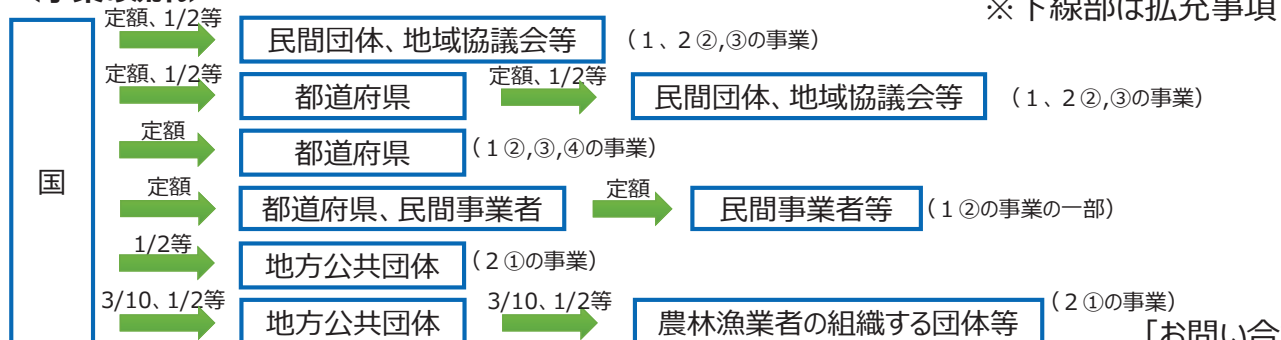 ※下線部は拡充事項
定額、1/2等
民間団体、地域協議会等
（１、２②,③の事業）
定額、1/2等
都道府県
定額、1/2等
民間団体、地域協議会等
（１、２②,③の事業）
定額
都道府県
（１②,③,④の事業）
国
定額
都道府県、民間事業者
定額
民間事業者等
（１②の事業の一部）
1/2等
地方公共団体
（２①の事業）
3/10、1/2等
地方公共団体
3/10、1/2等
農林漁業者の組織する団体等
（２①の事業）
［お問い合